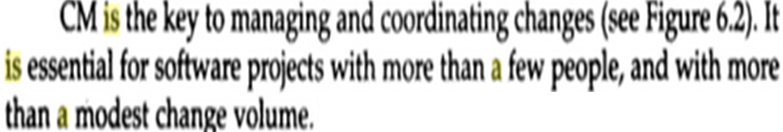 CM is the key to managing and coordinating changes (see Figure 6.2). It
is essential for software projects with more than a few people, and with more
than a modest change volume.